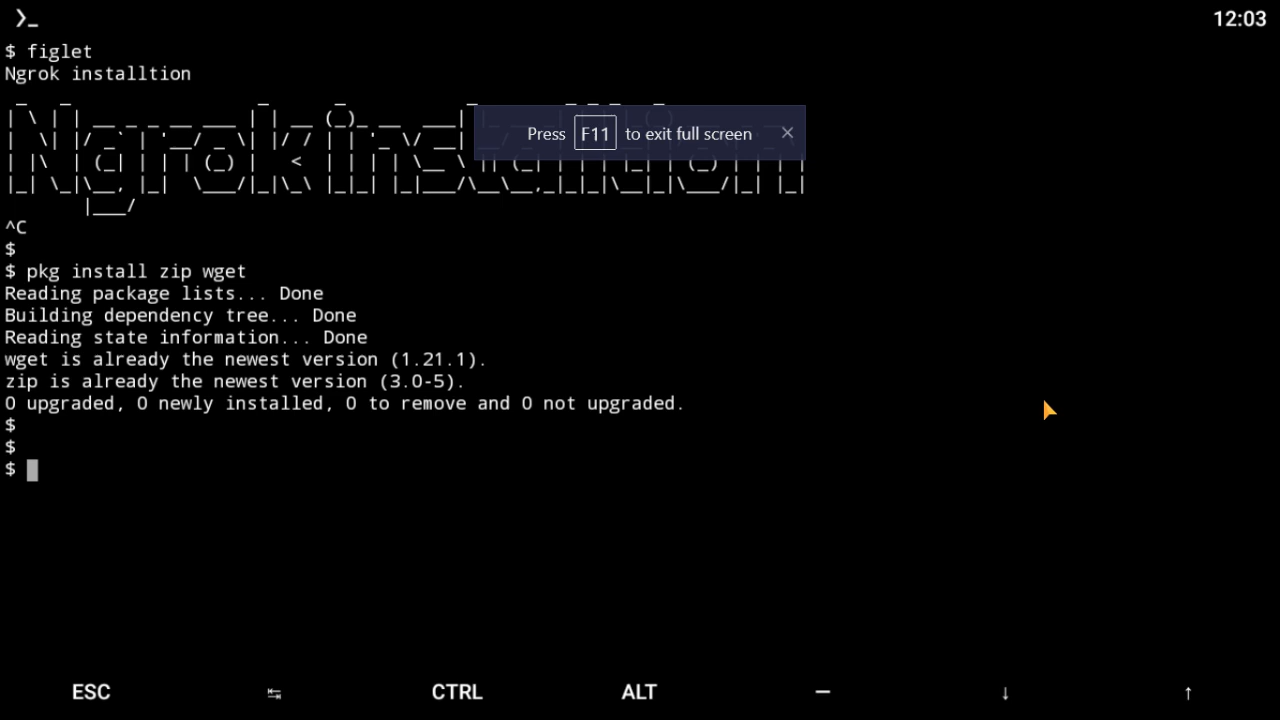 ❯_
12:03
$ figlet
Ngrok installtion
Ngrok installtion
Press F11 to exit full screen ×
^C
$
$ pkg install zip wget
Reading package lists... Done
Building dependency tree... Done
Reading state information... Done
wget is already the newest version (1.21.1).
zip is already the newest version (3.0-5).
0 upgraded, 0 newly installed, 0 to remove and 0 not upgraded.
$
$
$
ESC ↹ CTRL ALT — ↓ ↑